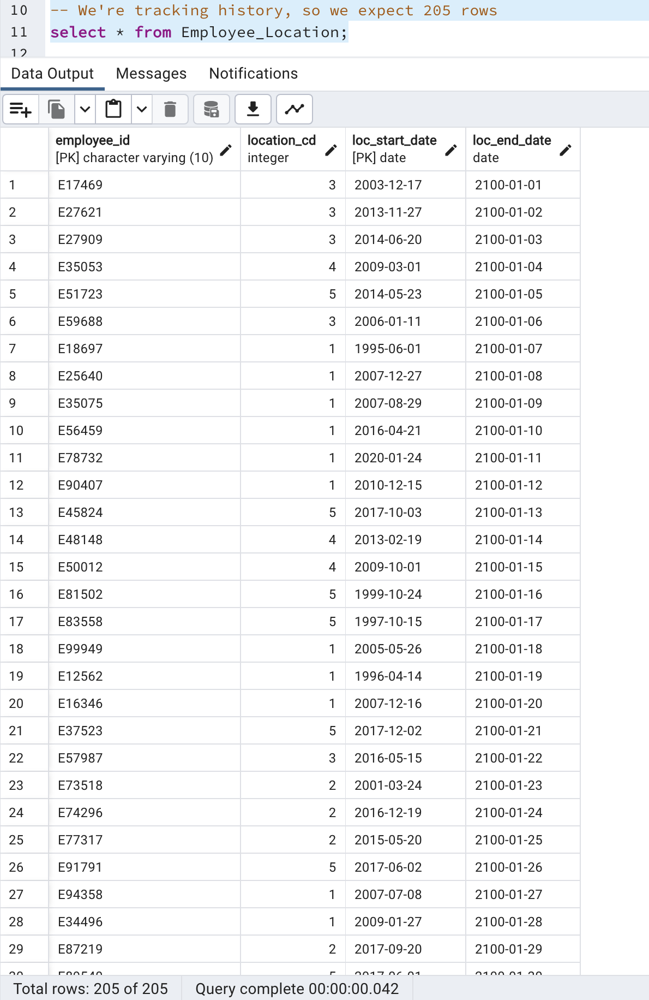 10 -- We're tracking history, so we expect 205 rows
11 select * from Employee_Location;
12
Data Output Messages Notifications
employee_id location_cd loc_start_date loc_end_date
[PK] character varying (10) integer [PK] date date
1 E17469 3 2003-12-17 2100-01-01
2 E27621 3 2013-11-27 2100-01-02
3 E27909 3 2014-06-20 2100-01-03
4 E35053 4 2009-03-01 2100-01-04
5 E51723 5 2014-05-23 2100-01-05
6 E59688 3 2006-01-11 2100-01-06
7 E18697 1 1995-06-01 2100-01-07
8 E25640 1 2007-12-27 2100-01-08
9 E35075 1 2007-08-29 2100-01-09
10 E56459 1 2016-04-21 2100-01-10
11 E78732 1 2020-01-24 2100-01-11
12 E90407 1 2010-12-15 2100-01-12
13 E45824 5 2017-10-03 2100-01-13
14 E48148 4 2013-02-19 2100-01-14
15 E50012 4 2009-10-01 2100-01-15
16 E81502 5 1999-10-24 2100-01-16
17 E83558 5 1997-10-15 2100-01-17
18 E99949 1 2005-05-26 2100-01-18
19 E12562 1 1996-04-14 2100-01-19
20 E16346 1 2007-12-16 2100-01-20
21 E37523 5 2017-12-02 2100-01-21
22 E57987 3 2016-05-15 2100-01-22
23 E73518 2 2001-03-24 2100-01-23
24 E74296 2 2016-12-19 2100-01-24
25 E77317 2 2015-05-20 2100-01-25
26 E91791 5 2017-06-02 2100-01-26
27 E94358 1 2007-07-08 2100-01-27
28 E34496 1 2009-01-27 2100-01-28
29 E87219 2 2017-09-20 2100-01-29
Total rows: 205 of 205 Query complete 00:00:00.042